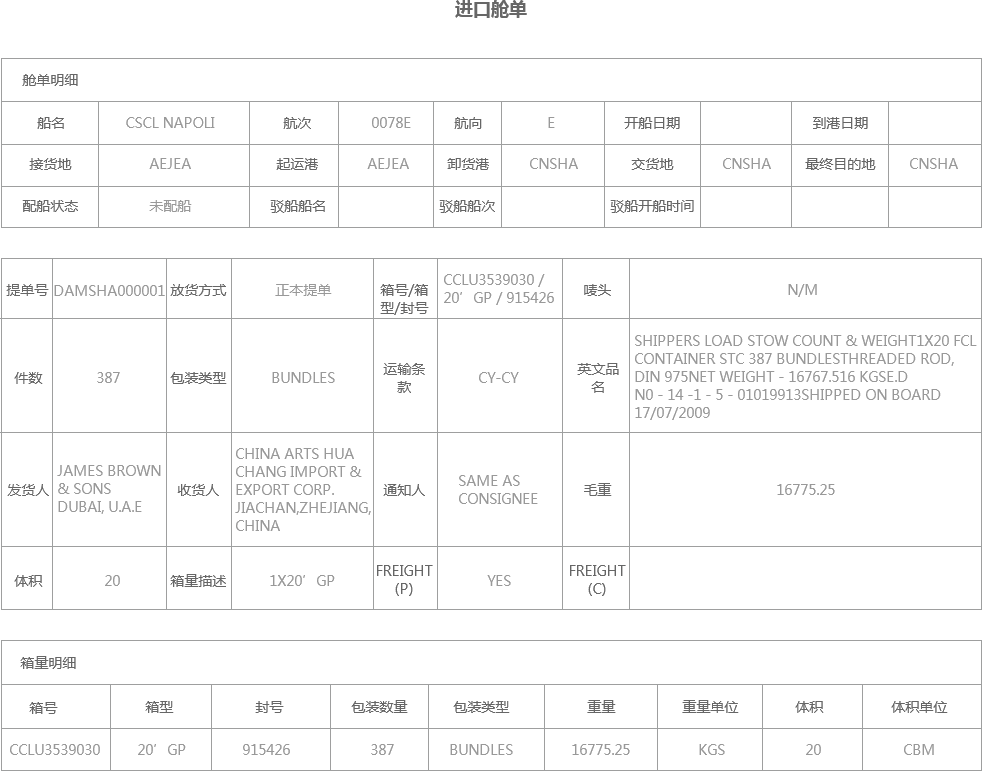 进口舱单
舱单明细
船名 CSCL NAPOLI 航次 0078E 航向 E 开船日期 到港日期
接货地 AEJEA 起运港 AEJEA 卸货港 CNSHA 交货地 CNSHA 最终目的地 CNSHA
配船状态 未配船 驳船船名 驳船船次 驳船开船时间
提单号 DAMSHA000001 放货方式 正本提单 箱号/箱型/封号 CCLU3539030 / 20’GP / 915426 唛头 N/M
件数 387 包装类型 BUNDLES 运输条款 CY-CY 英文品名
SHIPPERS LOAD STOW COUNT & WEIGHT1X20 FCL
CONTAINER STC 387 BUNDLESTHREADED ROD,
DIN 975NET WEIGHT - 16767.516 KGSE.D
N0 - 14 -1 - 5 - 01019913SHIPPED ON BOARD
17/07/2009
发货人
JAMES BROWN
& SONS
DUBAI, U.A.E
收货人
CHINA ARTS HUA
CHANG IMPORT &
EXPORT CORP.
JIACHAN,ZHEJIANG,
CHINA
通知人
SAME AS
CONSIGNEE
毛重 16775.25
体积 20 箱量描述 1X20’GP FREIGHT (P) YES FREIGHT (C)
箱量明细
箱号 箱型 封号 包装数量 包装类型 重量 重量单位 体积 体积单位
CCLU3539030 20’GP 915426 387 BUNDLES 16775.25 KGS 20 CBM